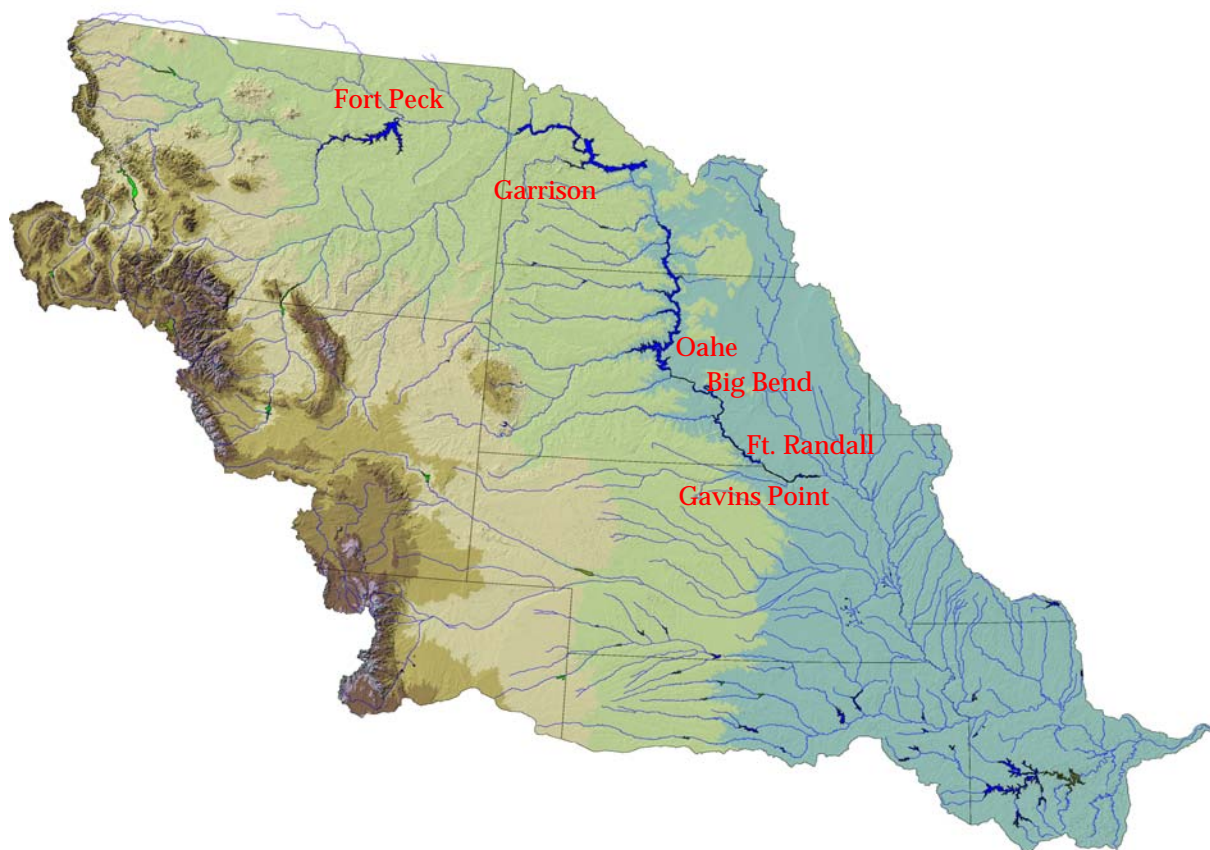 Fort Peck
Garrison
Oahe
Big Bend
Ft. Randall
Gavins Point